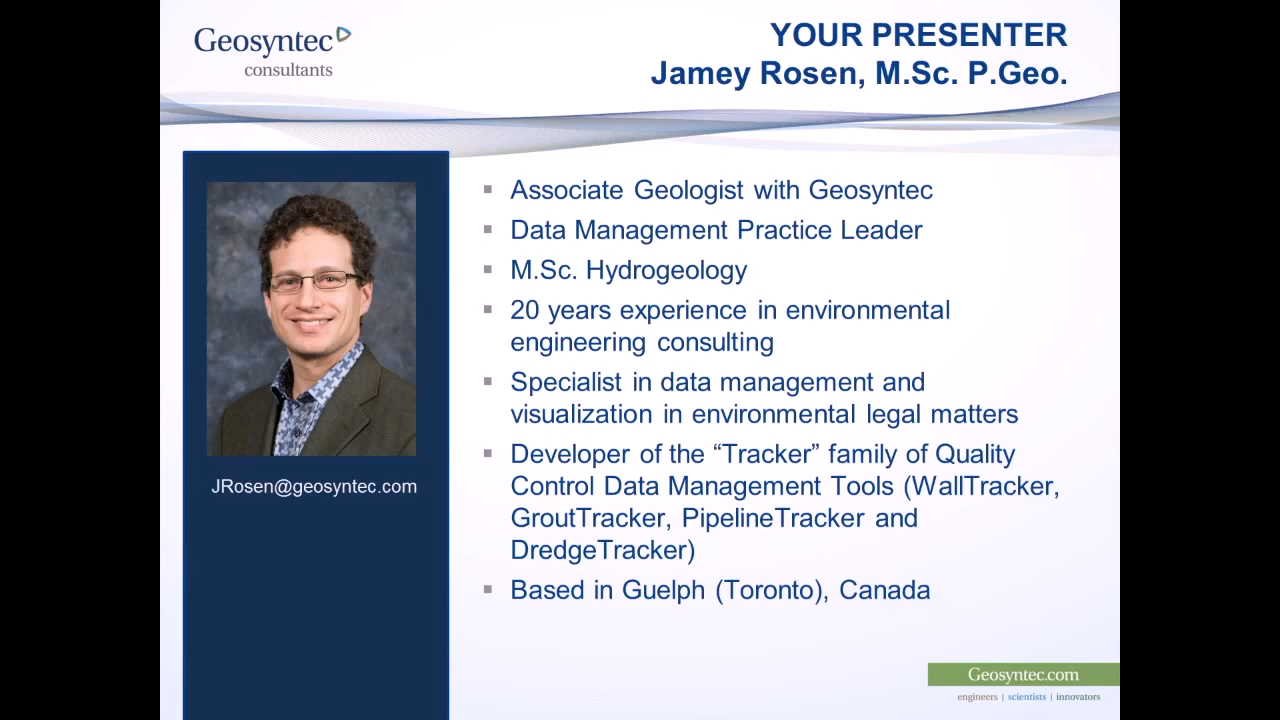 Geosyntec
consultants
YOUR PRESENTER
Jamey Rosen, M.Sc. P.Geo.
JRosen@geosyntec.com
▪ Associate Geologist with Geosyntec
▪ Data Management Practice Leader
▪ M.Sc. Hydrogeology
▪ 20 years experience in environmental
engineering consulting
▪ Specialist in data management and
visualization in environmental legal matters
▪ Developer of the “Tracker” family of Quality
Control Data Management Tools (WallTracker,
GroutTracker, PipelineTracker and
DredgeTracker)
▪ Based in Guelph (Toronto), Canada
Geosyntec.com
engineers | scientists | innovators